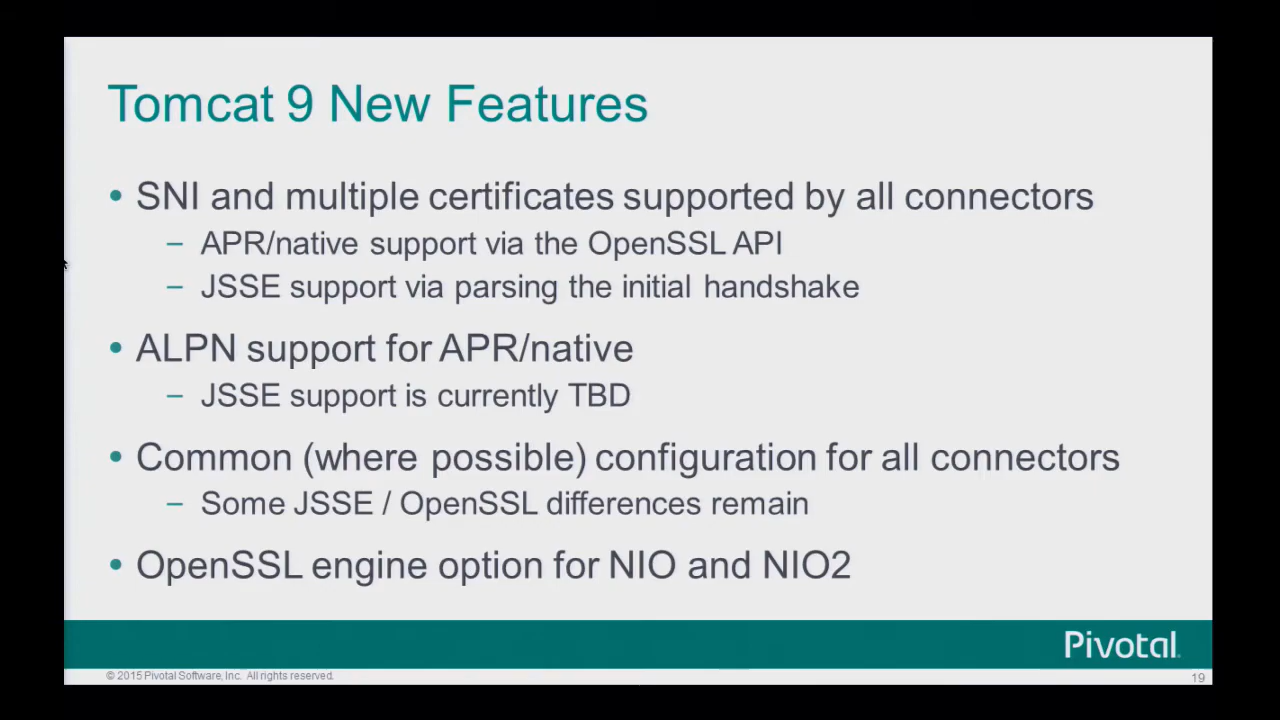 Tomcat 9 New Features
• SNI and multiple certificates supported by all connectors
– APR/native support via the OpenSSL API
– JSSE support via parsing the initial handshake
• ALPN support for APR/native
– JSSE support is currently TBD
• Common (where possible) configuration for all connectors
– Some JSSE / OpenSSL differences remain
• OpenSSL engine option for NIO and NIO2
Pivotal
© 2015 Pivotal Software, Inc. All rights reserved.
19